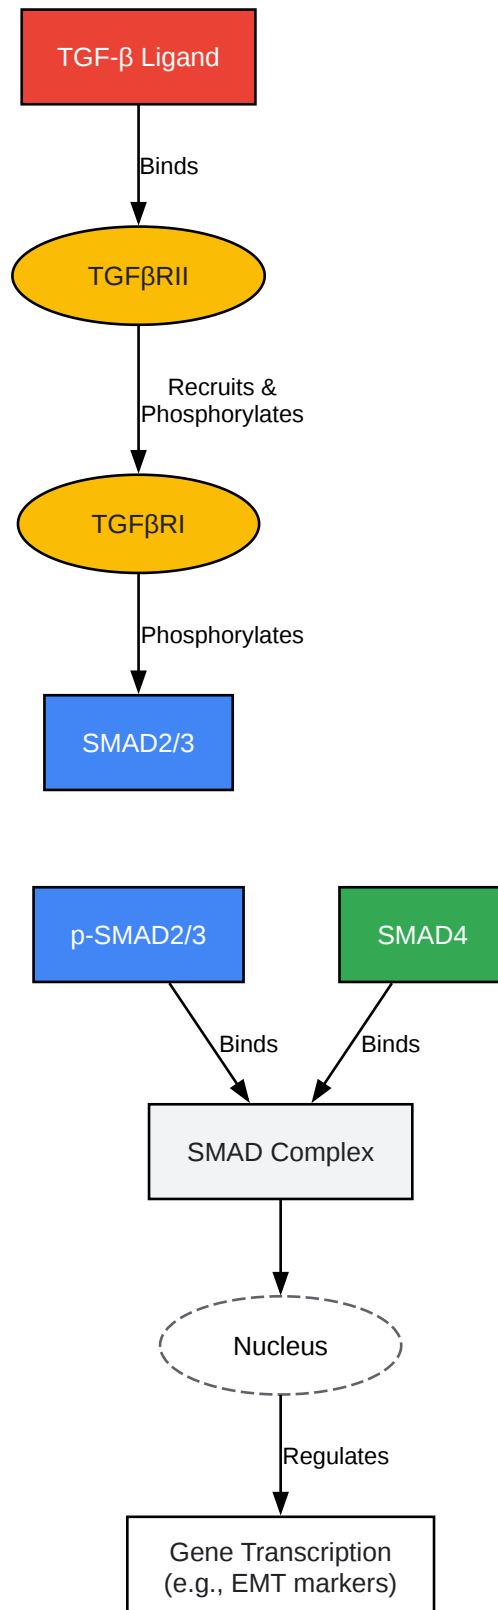 TGF-β Ligand
Binds
TGFβRII
Recruits &
Phosphorylates
TGFβRI
Phosphorylates
SMAD2/3
p-SMAD2/3
SMAD4
Binds
Binds
SMAD Complex
Nucleus
Regulates
Gene Transcription
(e.g., EMT markers)